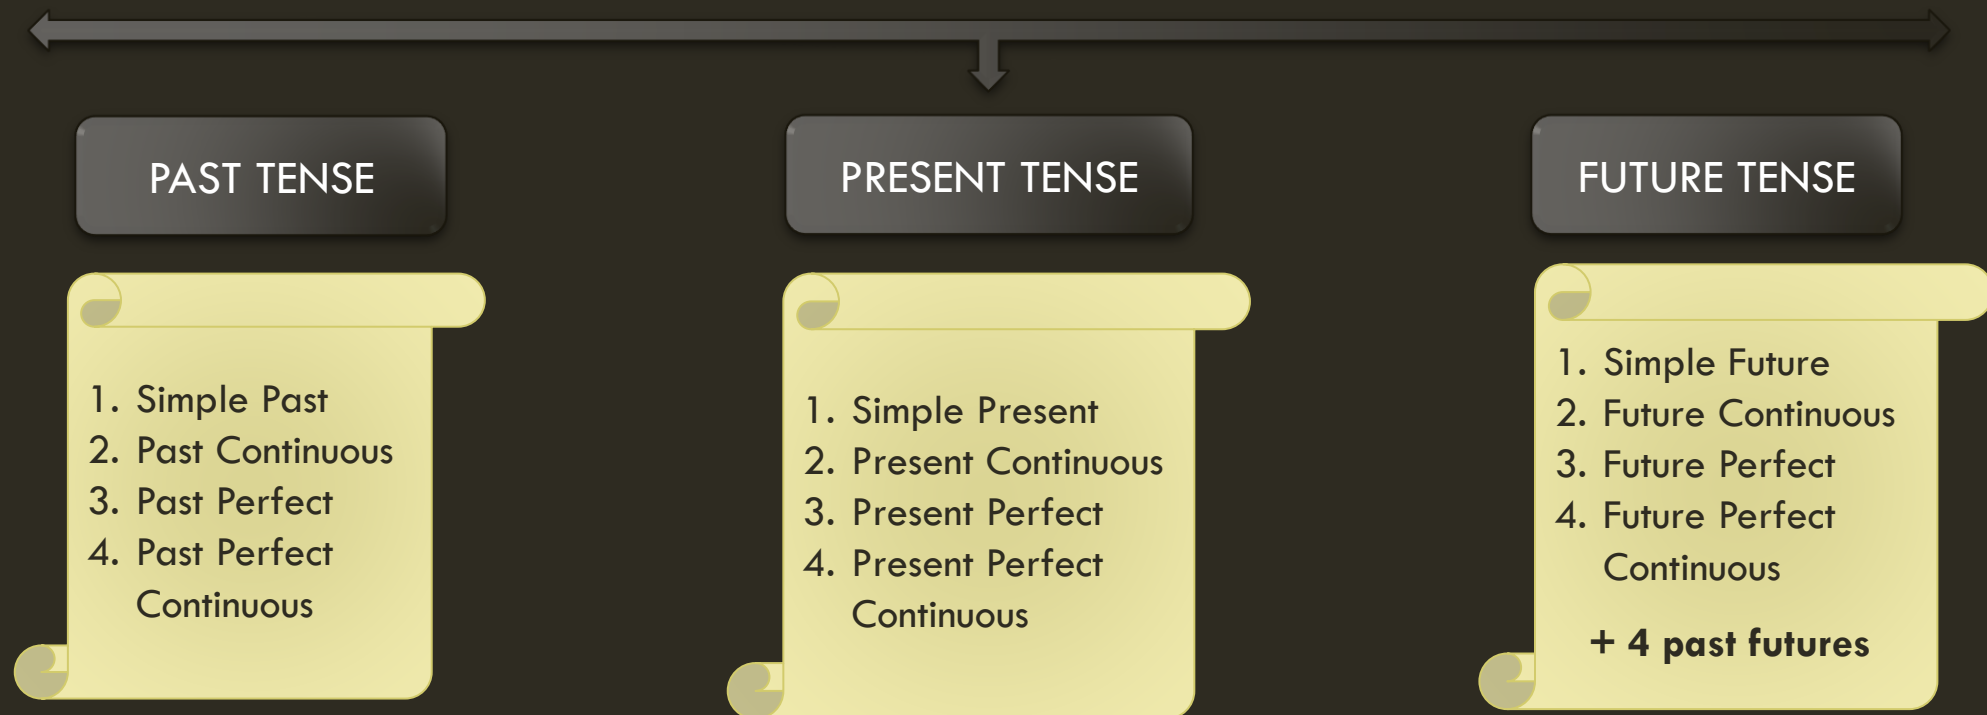 PAST TENSE
1. Simple Past
2. Past Continuous
3. Past Perfect
4. Past Perfect
Continuous
PRESENT TENSE
1. Simple Present
2. Present Continuous
3. Present Perfect
4. Present Perfect
Continuous
FUTURE TENSE
1. Simple Future
2. Future Continuous
3. Future Perfect
4. Future Perfect
Continuous
+ 4 past futures